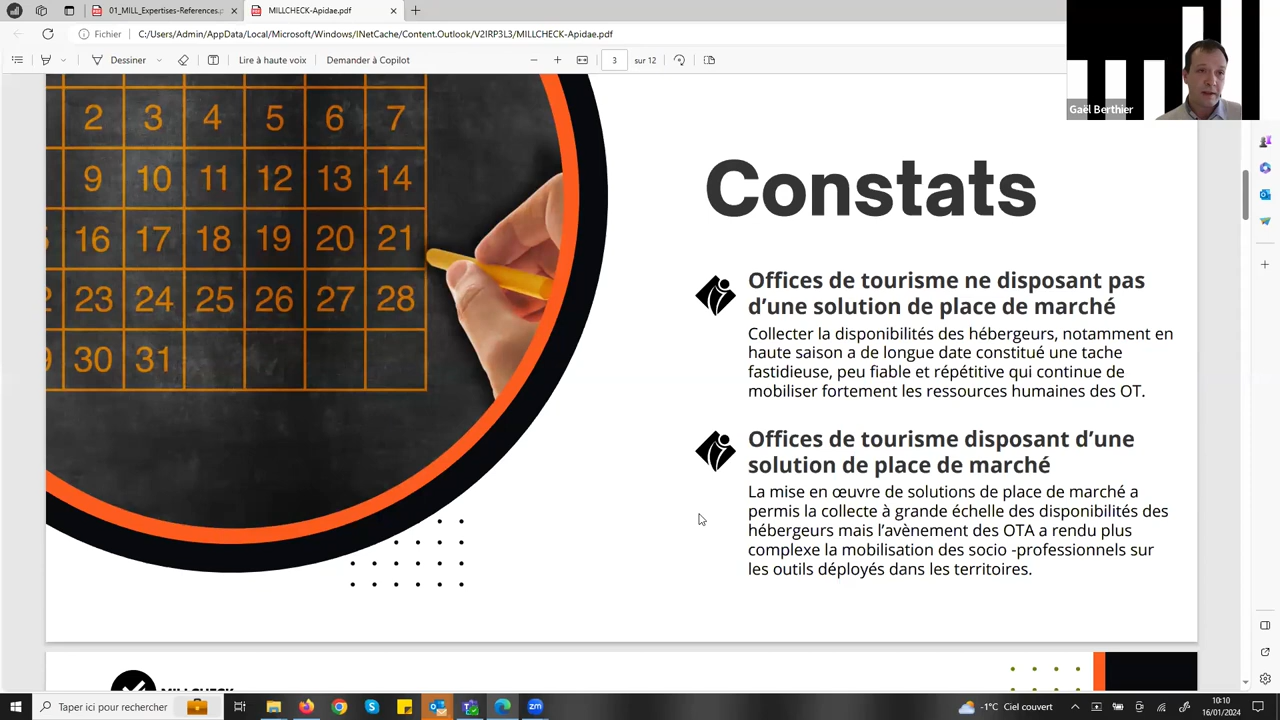 01_MILL_Expertises-References.p
MILLCHECK-Apidae.pdf
Fichier
C:/Users/Admin/AppData/Local/Microsoft/Windows/INetCache/Content.Outlook/V2IRP3L3/MILLCHECK-Apidae.pdf
Dessiner
Lire à haute voix
Demander à Copilot
3
sur 12
Gaël Berthier
2 3 4 5 6 7
9 10 11 12 13 14
16 17 18 19 20 21
23 24 25 26 27 28
30 31
Constats
Offices de tourisme ne disposant pas
d’une solution de place de marché
Collecter la disponibilités des hébergeurs, notamment en
haute saison a de longue date constitué une tache
fastidieuse, peu fiable et répétitive qui continue de
mobiliser fortement les ressources humaines des OT.
Offices de tourisme disposant d’une
solution de place de marché
La mise en œuvre de solutions de place de marché a
permis la collecte à grande échelle des disponibilités des
hébergeurs mais l’avènement des OTA a rendu plus
complexe la mobilisation des socio -professionnels sur
les outils déployés dans les territoires.
MILLCHECK
Taper ici pour rechercher
-1°C Ciel couvert
10:10
16/01/2024